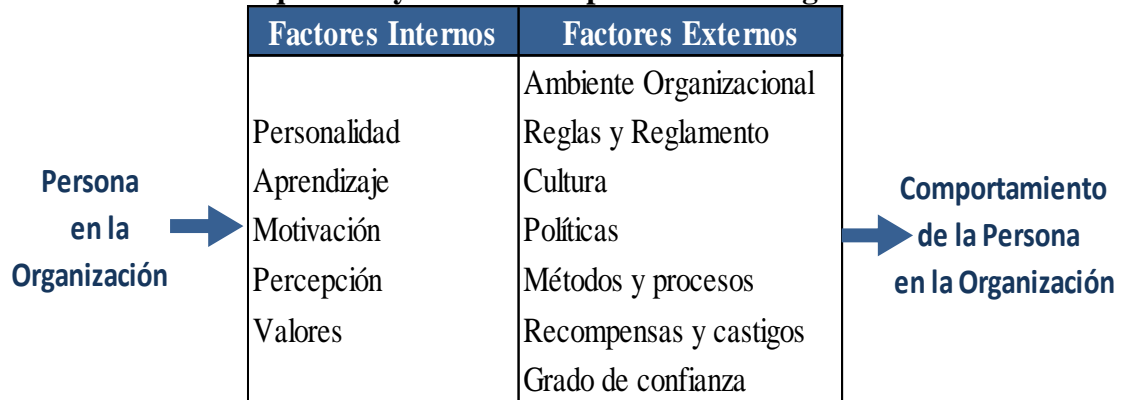 Factores Internos Factores Externos
Ambiente Organizacional
Personalidad Reglas y Reglamento
Aprendizaje Cultura
Motivación Políticas
Percepción Métodos y procesos
Valores Recompensas y castigos
Grado de confianza
Persona
en la
Organización
Comportamiento
de la Persona
en la Organización